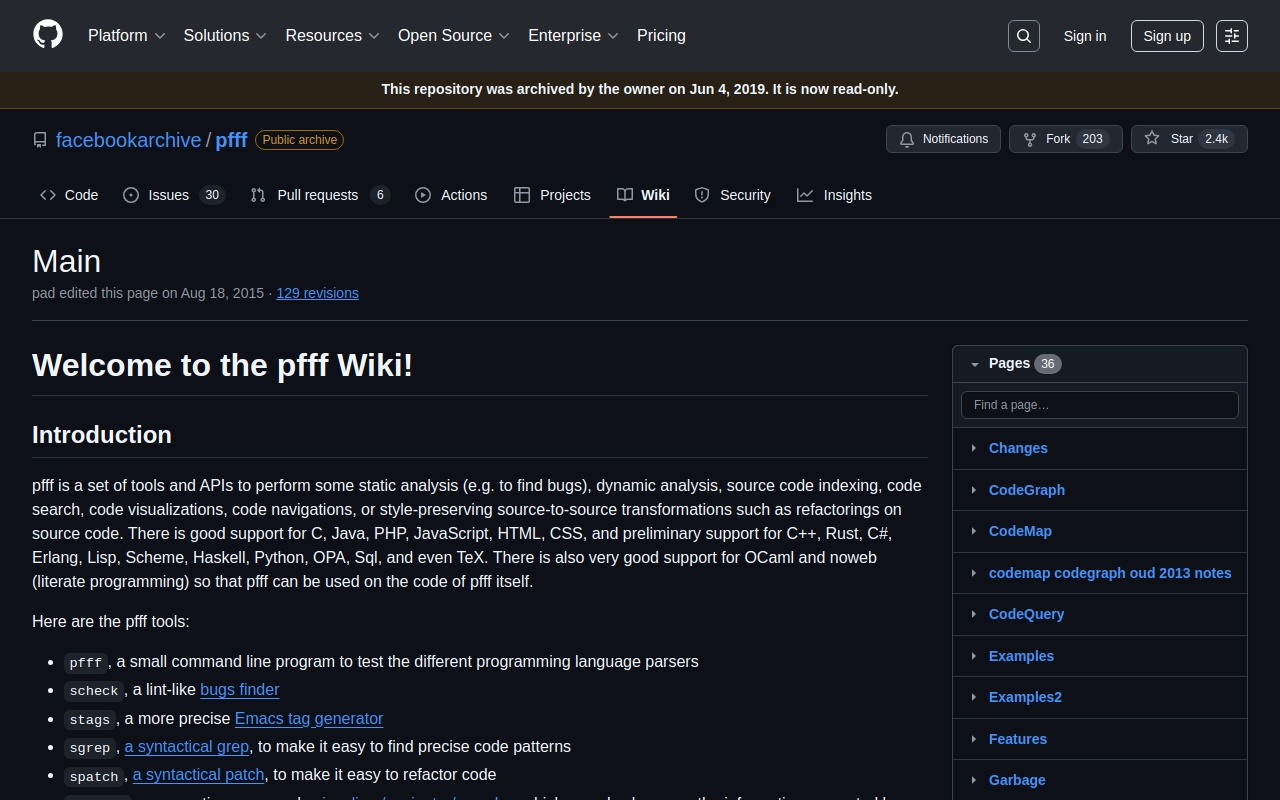 Platform Solutions Resources Open Source Enterprise Pricing Sign in Sign up
This repository was archived by the owner on Jun 4, 2019. It is now read-only.
facebookarchive / pfff Public archive Notifications Fork 203 Star 2.4k
Code Issues 30 Pull requests 6 Actions Projects Wiki Security Insights
Main
pad edited this page on Aug 18, 2015 · 129 revisions
Welcome to the pfff Wiki!
Introduction
pfff is a set of tools and APIs to perform some static analysis (e.g. to find bugs), dynamic analysis, source code indexing, code
search, code visualizations, code navigations, or style-preserving source-to-source transformations such as refactorings on
source code. There is good support for C, Java, PHP, JavaScript, HTML, CSS, and preliminary support for C++, Rust, C#,
Erlang, Lisp, Scheme, Haskell, Python, OPA, Sql, and even TeX. There is also very good support for OCaml and noweb
(literate programming) so that pfff can be used on the code of pfff itself.
Here are the pfff tools:
pfff, a small command line program to test the different programming language parsers
scheck, a lint-like bugs finder
stags, a more precise Emacs tag generator
sgrep, a syntactical grep, to make it easy to find precise code patterns
spatch, a syntactical patch, to make it easy to refactor code
Pages 36
Find a page…
Changes
CodeGraph
CodeMap
codemap codegraph oud 2013 notes
CodeQuery
Examples
Examples2
Features
Garbage